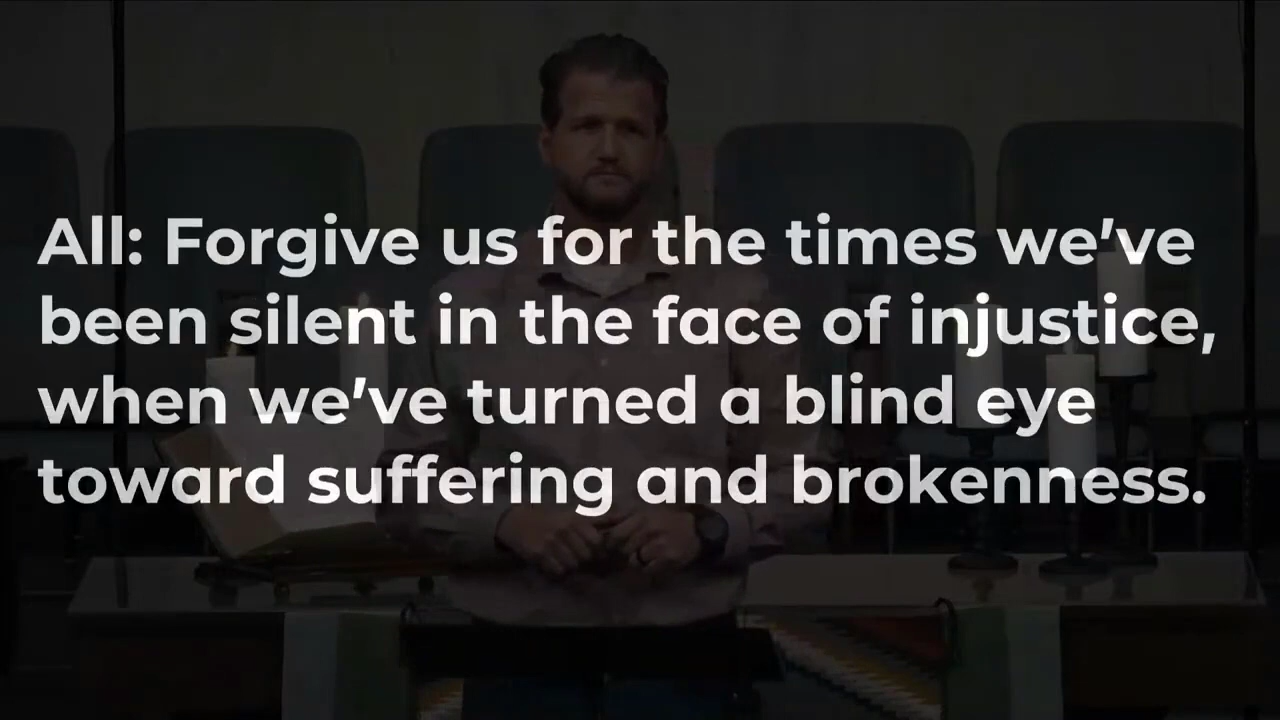 All: Forgive us for the times we've
been silent in the face of injustice,
when we've turned a blind eye
toward suffering and brokenness.